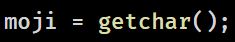 moji = getchar();